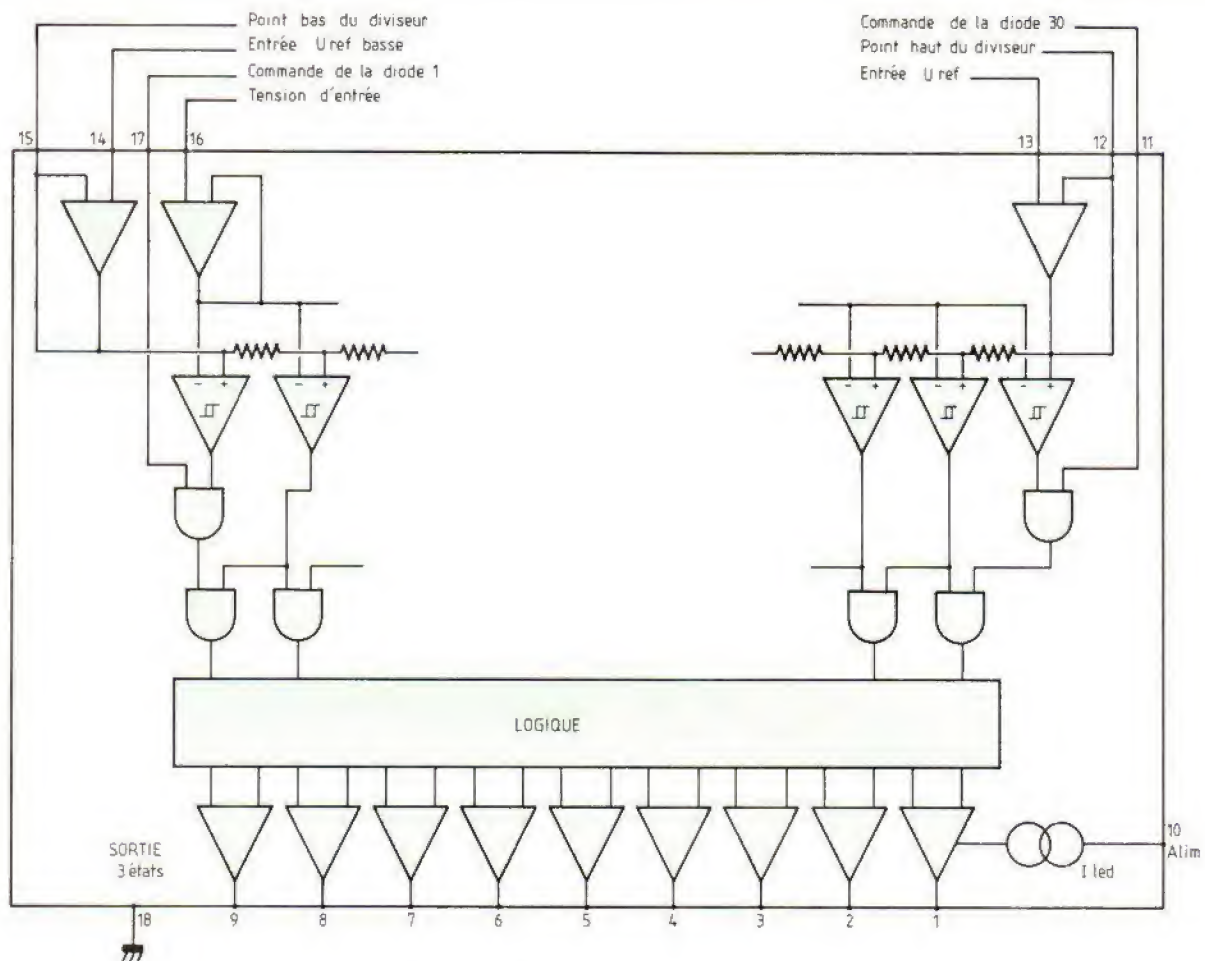 Point bas du diviseur
Entrée U ref basse
Commande de la diode 1
Tension d'entrée
Commande de la diode 30
Point haut du diviseur
Entrée U ref
15
14
17
16
13
12
11
- +
- +
- +
- +
- +
LOGIQUE
SORTIE
3 états
10
Alim
I led
18
9
8
7
6
5
4
3
2
1